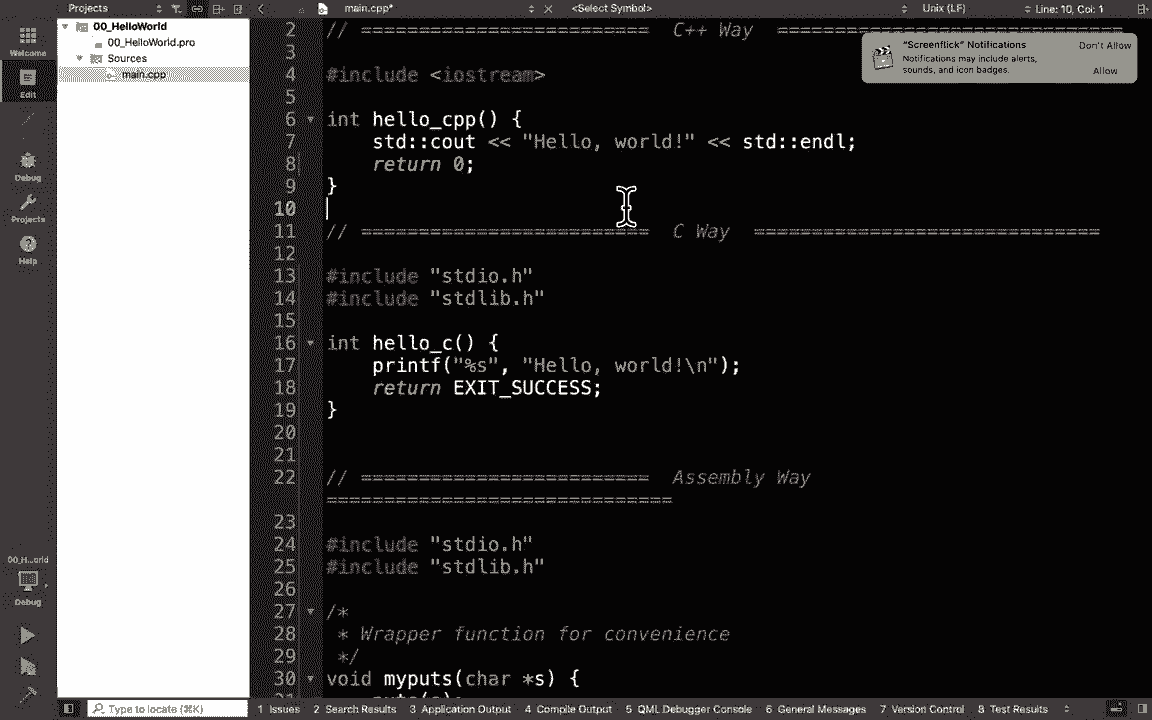 Projects
main.cpp*
<Select Symbol>
Unix (LF)
Line: 10, Col: 1
00_HelloWorld
00_HelloWorld.pro
Sources
main.cpp
Welcome
Edit
Debug
Projects
Help
00_H...orld
Debug
“Screenflick” Notifications
Notifications may include alerts,
sounds, and icon badges.
Don't Allow
Allow
2 // ========================= C++ Way ==============================
3
4 #include <iostream>
5
6 int hello_cpp() {
7 std::cout << "Hello, world!" << std::endl;
8 return 0;
9 }
10
11 // ========================= C Way ==============================
12
13 #include "stdio.h"
14 #include "stdlib.h"
15
16 int hello_c() {
17 printf("%s", "Hello, world!\n");
18 return EXIT_SUCCESS;
19 }
20
21
22 // ========================= Assembly Way
==============================
23
24 #include "stdio.h"
25 #include "stdlib.h"
26
27 /*
28 * Wrapper function for convenience
29 */
30 void myputs(char *s) {
Type to locate (⌘K)
1 Issues
2 Search Results
3 Application Output
4 Compile Output
5 QML Debugger Console
6 General Messages
7 Version Control
8 Test Results